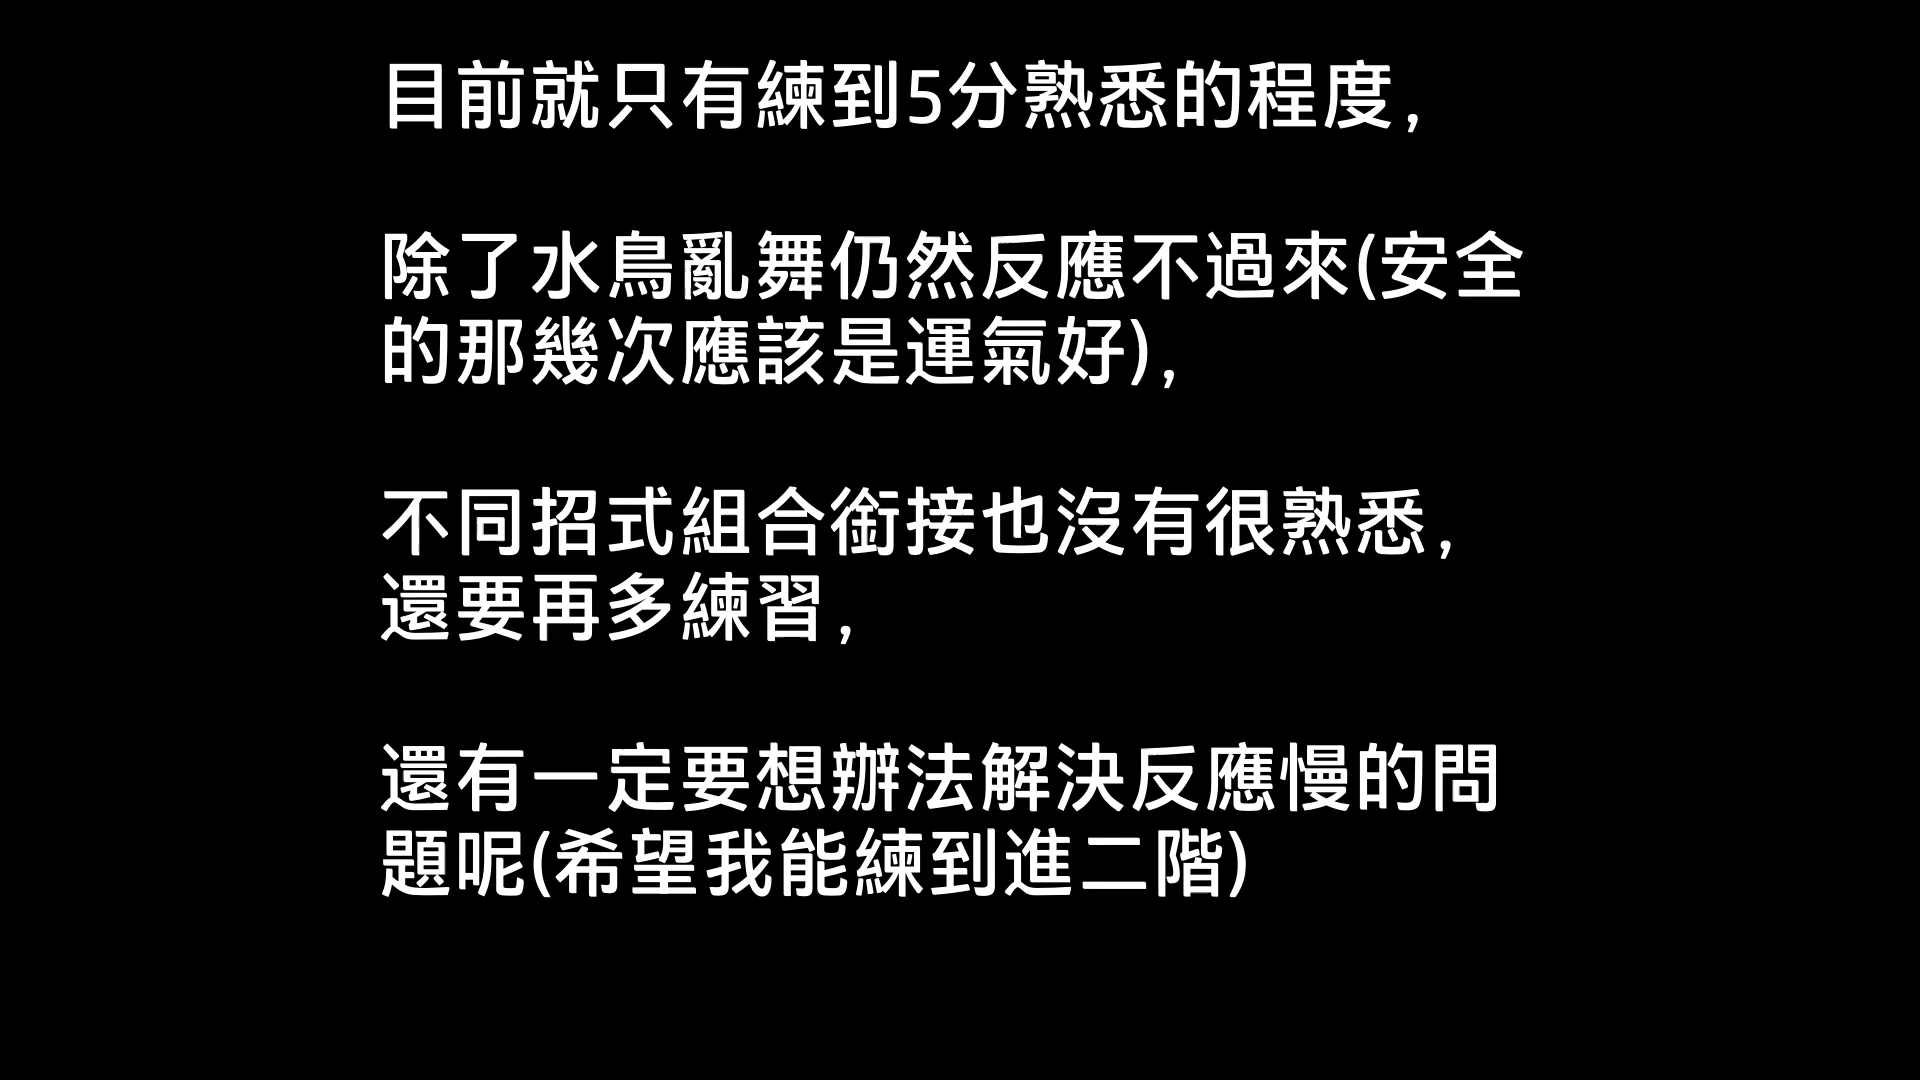 目前就只有練到5分熟悉的程度,
除了水鳥亂舞仍然反應不過來(安全
的那幾次應該是運氣好),
不同招式組合銜接也沒有很熟悉,
還要再多練習,
還有一定要想辦法解決反應慢的問
題呢(希望我能練到進二階)